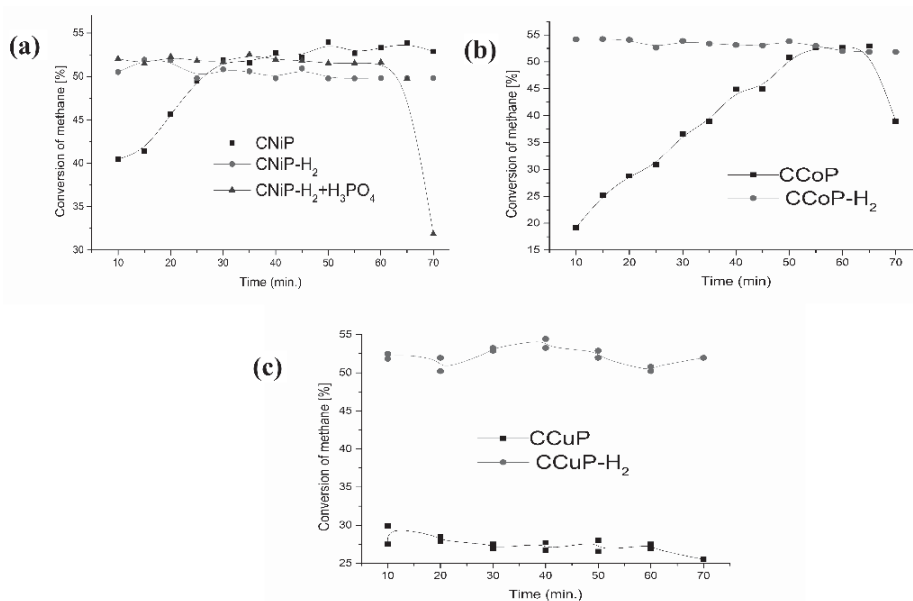 (a)
Conversion of methane [%]
55
50
45
40
35
30
CNiP
CNiP-H₂
CNiP-H₂+H₃PO₄
10 20 30 40 50 60 70
Time (min.)
(b)
Conversion of methane [%]
60
55
50
45
40
35
30
25
20
15
CCoP
CCoP-H₂
10 20 30 40 50 60 70
Time (min)
(c)
Conversion of methane [%]
55
50
45
40
35
30
25
CCuP
CCuP-H₂
10 20 30 40 50 60 70
Time (min.)